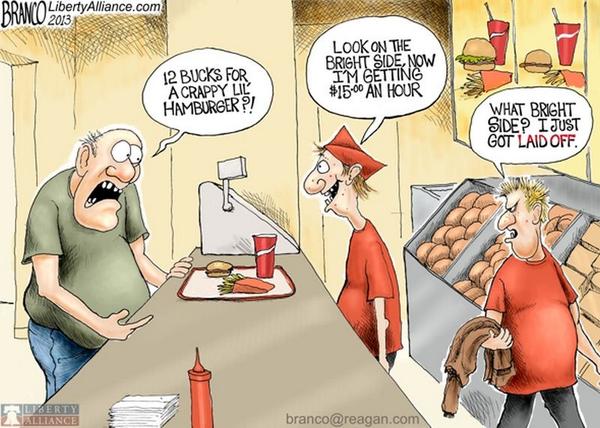 BRANCO LibertyAlliance.com
2013
12 BUCKS FOR
A CRAPPY LIL'
HAMBURGER?!
LOOK ON THE
BRIGHT SIDE, NOW
I'M GETTING
$15.00 AN HOUR
WHAT BRIGHT
SIDE? I JUST
GOT LAID OFF.
LIBERTY
ALLIANCE
branco@reagan.com